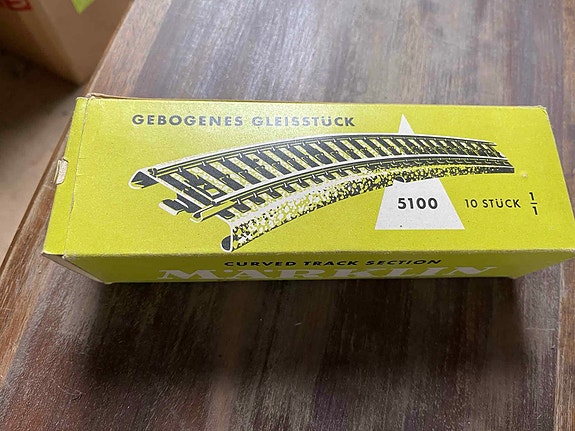 GEBOGENES GLEISSTÜCK
5100
10 STÜCK 1/1
CURVED TRACK SECTION
MÄRKLIN